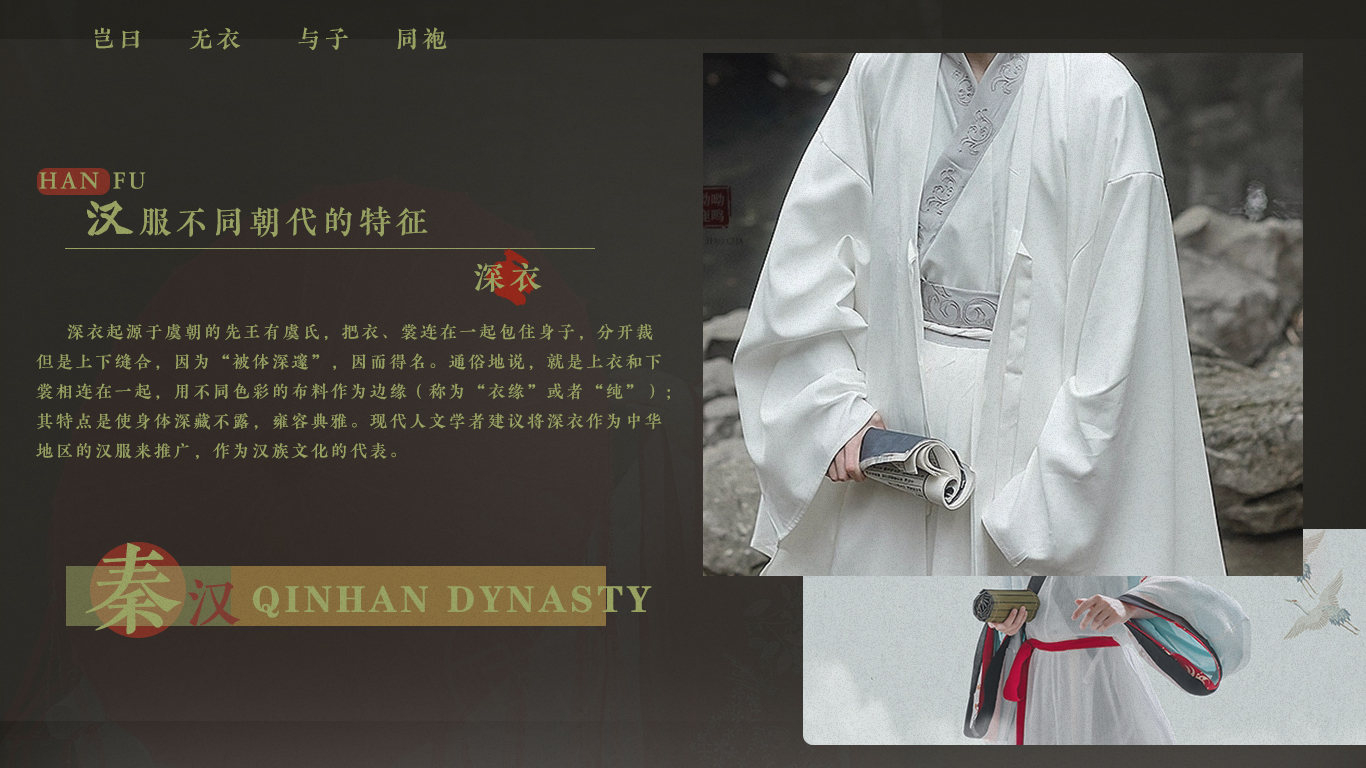 岂曰 无衣 与子 同袍
HAN FU
汉服不同朝代的特征
深衣
深衣起源于虞朝的先王有虞氏，把衣、裳连在一起包住身子，分开裁
但是上下缝合，因为“被体深邃”，因而得名。通俗地说，就是上衣和下
裳相连在一起，用不同色彩的布料作为边缘（称为“衣缘”或者“纯”）；
其特点是使身体深藏不露，雍容典雅。现代人文学者建议将深衣作为中华
地区的汉服来推广，作为汉族文化的代表。
秦汉 QINHAN DYNASTY